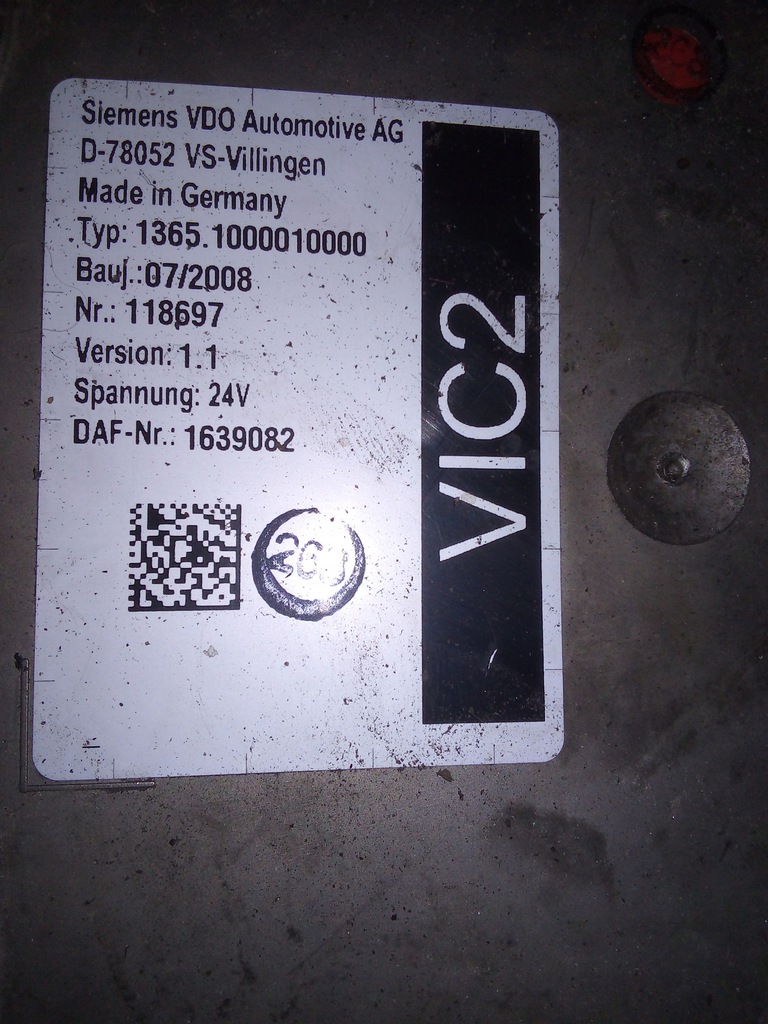 Siemens VDO Automotive AG
D-78052 VS-Villingen
Made in Germany
Typ: 1365.1000010000
Bauj.: 07/2008
Nr.: 118697
Version: 1.1
Spannung: 24V
DAF-Nr.: 1639082
VIC2